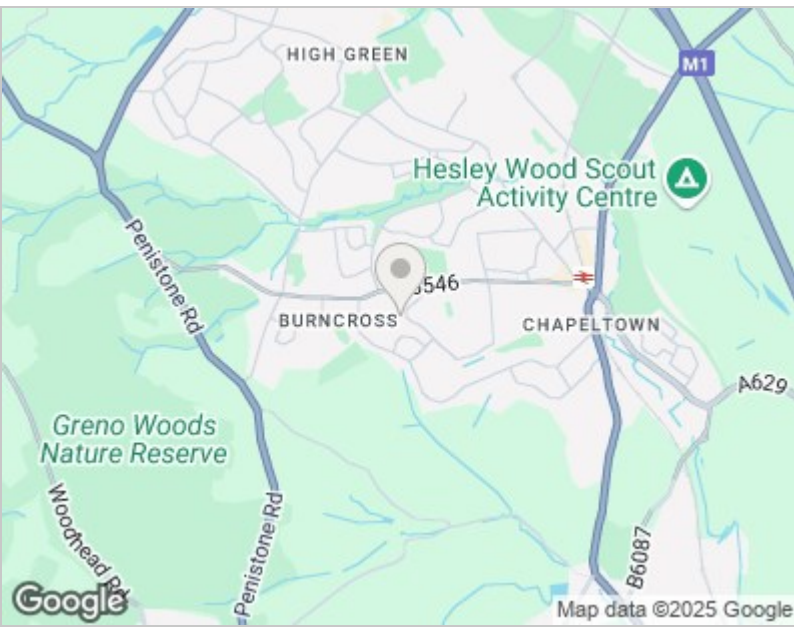 HIGH GREEN
M1
Hesley Wood Scout
Activity Centre
Penistone Rd
546
BURNCROSS
CHAPELTOWN
A629
Greno Woods
Nature Reserve
Woodhead Rd
Penistone Rd
B6087
Google
Map data ©2025 Google